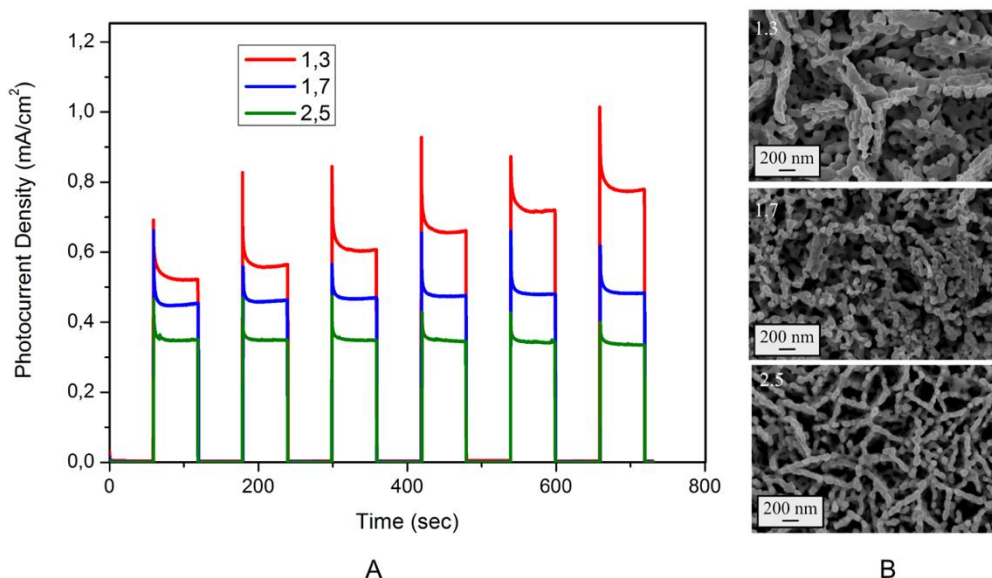 1,2
1,0
0,8
0,6
0,4
0,2
0,0
Photocurrent Density (mA/cm²)
1,3
1,7
2,5
0
200
400
600
800
Time (sec)
A
1.3
200 nm
1.7
200 nm
2.5
200 nm
B